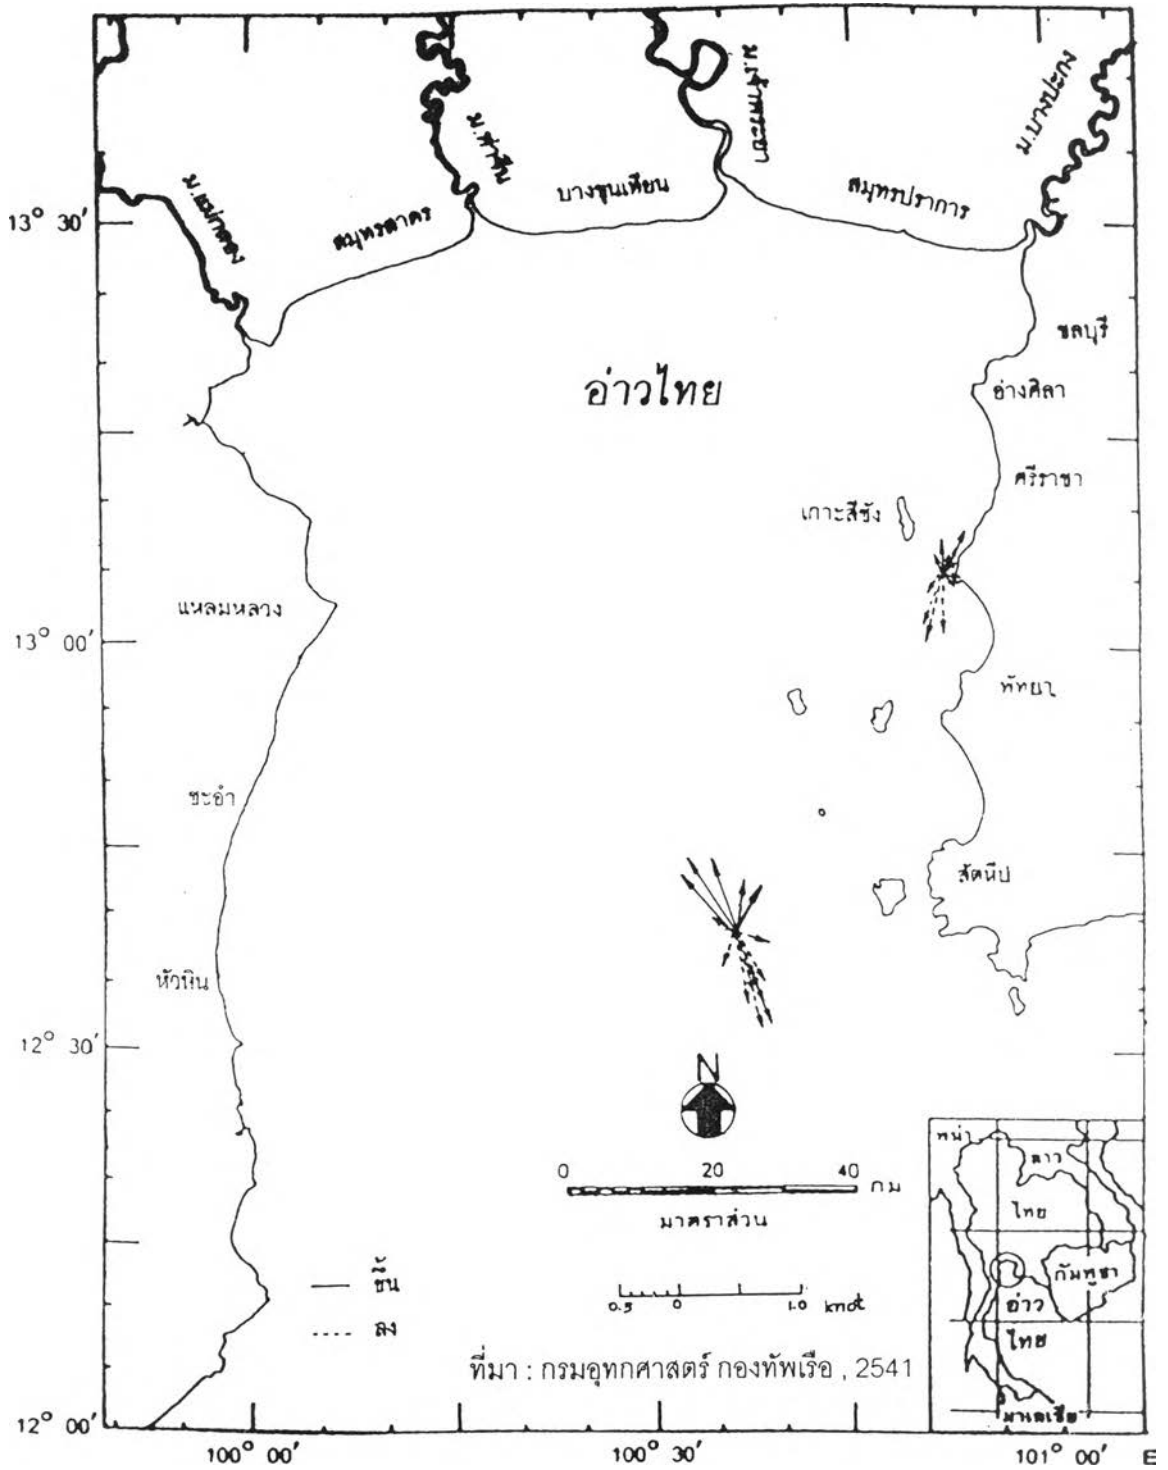 ม.แม่กลอง
สมุทรสาคร
ม.ท่าจีน
บางขุนเทียน
ม.เจ้าพระยา
สมุทรปราการ
ม.บางปะกง
13° 30′
ชลบุรี
อ่าวไทย
อ่างศิลา
ศรีราชา
เกาะสีชัง
แหลมหลวง
13° 00′
พัทยา
ชะอำ
สัตหีบ
หัวหิน
12° 30′
N
0 20 40 กม
มาตราส่วน
ขึ้น
ลง
0.5 0 1.0 knot
พม่า
ลาว
ไทย
กัมพูชา
อ่าว
ไทย
มาเลเซีย
ที่มา : กรมอุทกศาสตร์ กองทัพเรือ , 2541
12° 00′
100° 00′ 100° 30′ 101° 00′ E